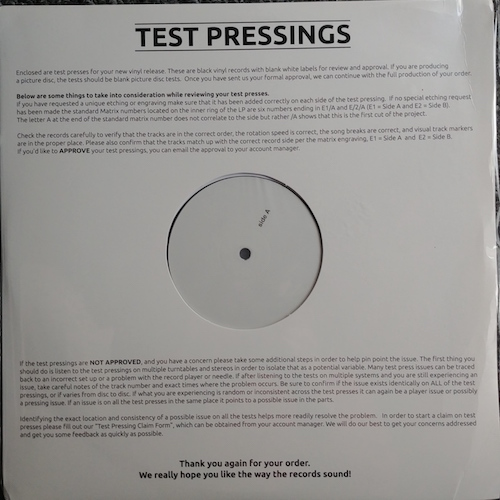 TEST PRESSINGS
Enclosed are test presses for your new vinyl release. These are black vinyl records with blank white labels for review and approval. If you are producing
a picture disc, the tests should be blank picture disc tests. Once you have sent us your formal approval, we can continue with the full production of your order.
Below are some things to take into consideration while reviewing your test presses.
If you have requested a unique etching or engraving make sure that it has been added correctly on each side of the test pressing. If no special etching request
has been made the standard Matrix numbers located on the inner ring of the LP are six numbers ending in E1/A and E/2/A (E1 = Side A and E2 = Side B).
The letter A at the end of the standard matrix number does not correlate to the side but rather /A shows that this is the first cut of the project.
Check the records carefully to verify that the tracks are in the correct order, the rotation speed is correct, the song breaks are correct, and visual track markers
are in the proper place. Please also confirm that the tracks match up with the correct record side per the matrix engraving, E1 = Side A and E2 = Side B.
If you'd like to APPROVE your test pressings, you can email the approval to your account manager.
side A
If the test pressings are NOT APPROVED, and you have a concern please take some additional steps in order to help pin point the issue. The first thing you
should do is listen to the test pressings on multiple turntables and stereos in order to isolate that as a potential variable. Many test press issues can be traced
back to an incorrect set up or a problem with the record player or needle. If after listening to the tests on multiple systems and you are still experiencing an
issue, take careful notes of the track number and exact times where the problem occurs. Be sure to confirm if the issue exists identically on ALL of the test
pressings, or if varies from disc to disc. If what you are experiencing is random or inconsistent across the test presses it can again be a player issue or possibly
a pressing issue. If an issue is on all the test presses in the same place it points to a possible issue in the parts.
Identifying the exact location and consistency of a possible issue on all the tests helps more readily resolve the problem. In order to start a claim on test
presses please fill out our "Test Pressing Claim Form", which can be obtained from your account manager. We will do our best to get your concerns addressed
and get you some feedback as quickly as possible.
Thank you again for your order.
We really hope you like the way the records sound!